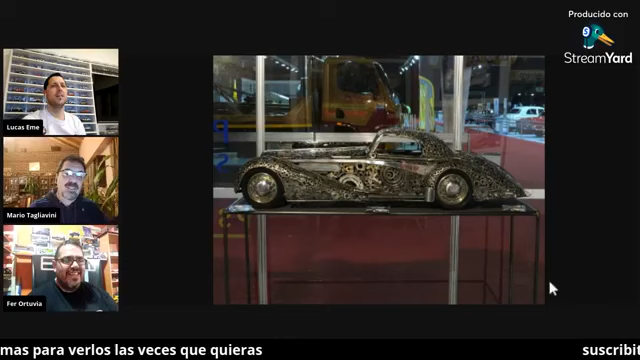 Producido con
StreamYard
Lucas Eme
Mario Tagliavini
Fer Ortuvia
mas para verlos las veces que quieras
suscribit